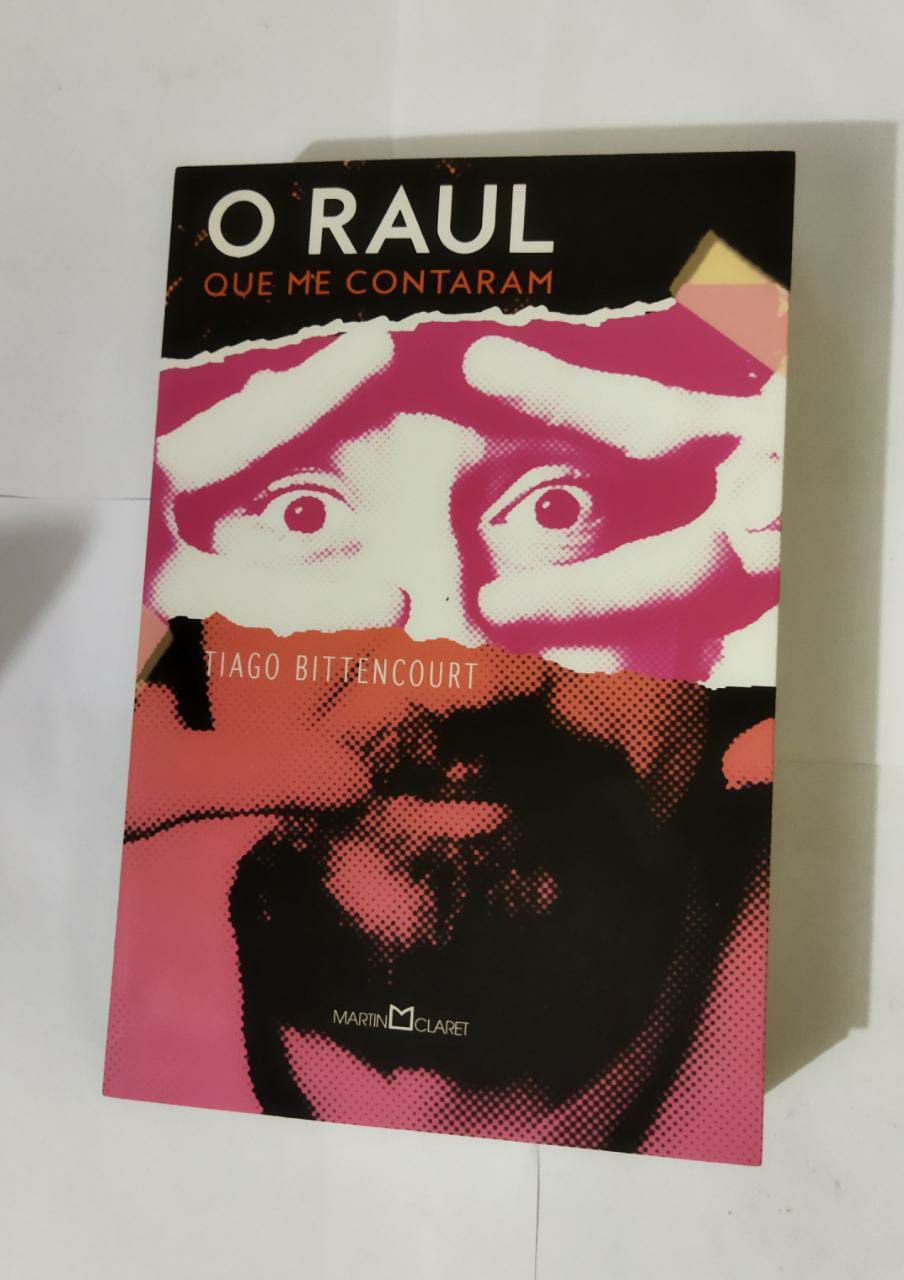 O RAUL
QUE ME CONTARAM
TIAGO BITTENCOURT
MARTIN CLARET